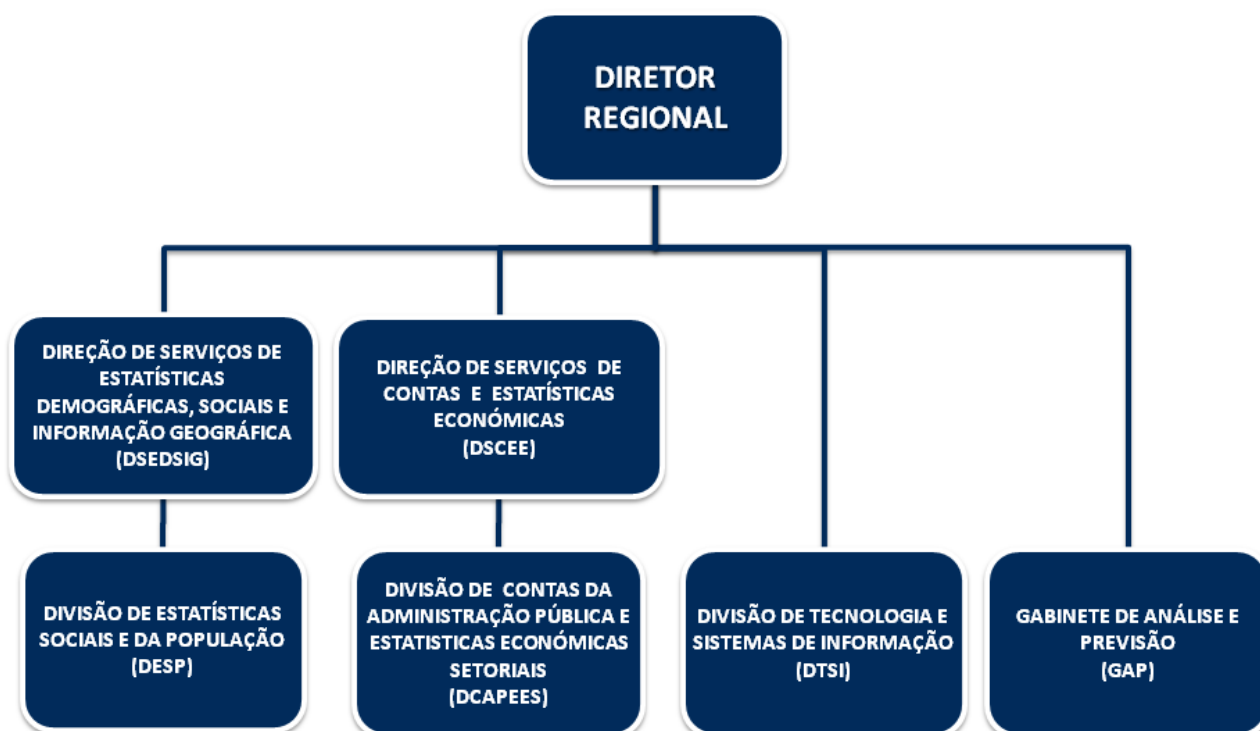 DIRETOR
REGIONAL
DIREÇÃO DE SERVIÇOS DE
ESTATÍSTICAS
DEMOGRÁFICAS, SOCIAIS E
INFORMAÇÃO GEOGRÁFICA
(DSEDSIG)
DIREÇÃO DE SERVIÇOS DE
CONTAS E ESTATÍSTICAS
ECONÓMICAS
(DSCEE)
DIVISÃO DE ESTATÍSTICAS
SOCIAIS E DA POPULAÇÃO
(DESP)
DIVISÃO DE CONTAS DA
ADMINISTRAÇÃO PÚBLICA E
ESTATISTICAS ECONÓMICAS
SETORIAIS
(DCAPEES)
DIVISÃO DE TECNOLOGIA E
SISTEMAS DE INFORMAÇÃO
(DTSI)
GABINETE DE ANÁLISE E
PREVISÃO
(GAP)